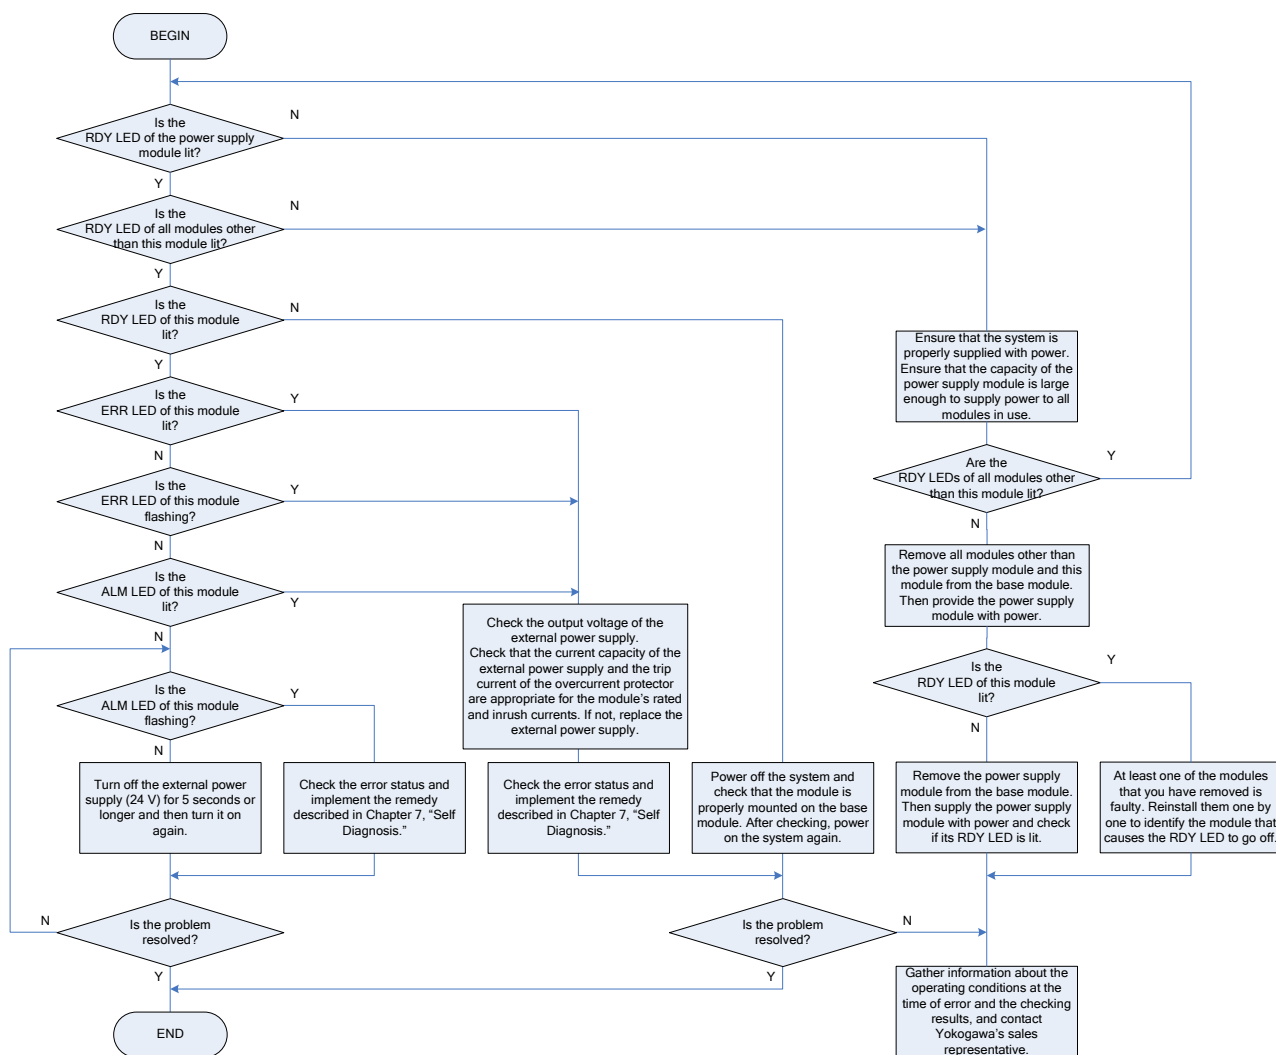 BEGIN
Is the
RDY LED of the power supply
module lit?
N
Y
Is the
RDY LED of all modules other
than this module lit?
N
Y
Is the
RDY LED of this module
lit?
N
Y
Is the
ERR LED of this module
lit?
Y
N
Is the
ERR LED of this module
flashing?
Y
N
Is the
ALM LED of this module
lit?
Y
N
Is the
ALM LED of this module
flashing?
Y
N
Turn off the external power
supply (24 V) for 5 seconds or
longer and then turn it on
again.
Check the error status and
implement the remedy
described in Chapter 7, “Self
Diagnosis.”
Is the problem
resolved?
N
Y
END
Check the output voltage of the
external power supply.
Check that the current capacity of the
external power supply and the trip
current of the overcurrent protector
are appropriate for the module’s rated
and inrush currents. If not, replace the
external power supply.
Check the error status and
implement the remedy
described in Chapter 7, “Self
Diagnosis.”
Power off the system and
check that the module is
properly mounted on the base
module. After checking, power
on the system again.
Is the problem
resolved?
N
Y
Ensure that the system is
properly supplied with power.
Ensure that the capacity of the
power supply module is large
enough to supply power to all
modules in use.
Are the
RDY LEDs of all modules other
than this module lit?
Y
N
Remove all modules other than
the power supply module and this
module from the base module.
Then provide the power supply
module with power.
Is the
RDY LED of this module
lit?
Y
N
Remove the power supply
module from the base module.
Then supply the power supply
module with power and check
if its RDY LED is lit.
At least one of the modules
that you have removed is
faulty. Reinstall them one by
one to identify the module that
causes the RDY LED to go off.
Gather information about the
operating conditions at the
time of error and the checking
results, and contact
Yokogawa’s sales
representative.